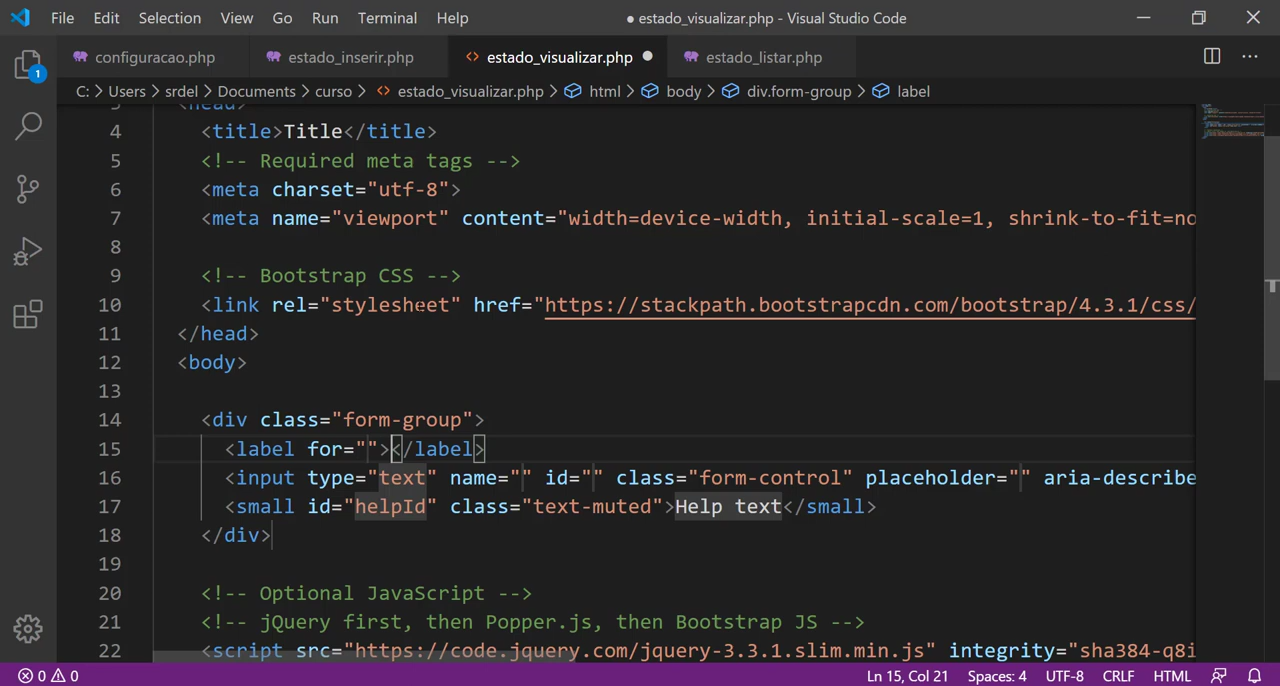 File Edit Selection View Go Run Terminal Help ● estado_visualizar.php - Visual Studio Code
configuracao.php estado_inserir.php estado_visualizar.php ● estado_listar.php
1
C: > Users > srdel > Documents > curso > estado_visualizar.php > html > body > div.form-group > label
4 <title>Title</title>
5 <!-- Required meta tags -->
6 <meta charset="utf-8">
7 <meta name="viewport" content="width=device-width, initial-scale=1, shrink-to-fit=no
8
9 <!-- Bootstrap CSS -->
10 <link rel="stylesheet" href="https://stackpath.bootstrapcdn.com/bootstrap/4.3.1/css/
11 </head>
12 <body>
13
14 <div class="form-group">
15 <label for=""></label>
16 <input type="text" name="" id="" class="form-control" placeholder="" aria-describe
17 <small id="helpId" class="text-muted">Help text</small>
18 </div>
19
20 <!-- Optional JavaScript -->
21 <!-- jQuery first, then Popper.js, then Bootstrap JS -->
22 <script src="https://code.jquery.com/jquery-3.3.1.slim.min.js" integrity="sha384-q8i
0 0 Ln 15, Col 21 Spaces: 4 UTF-8 CRLF HTML